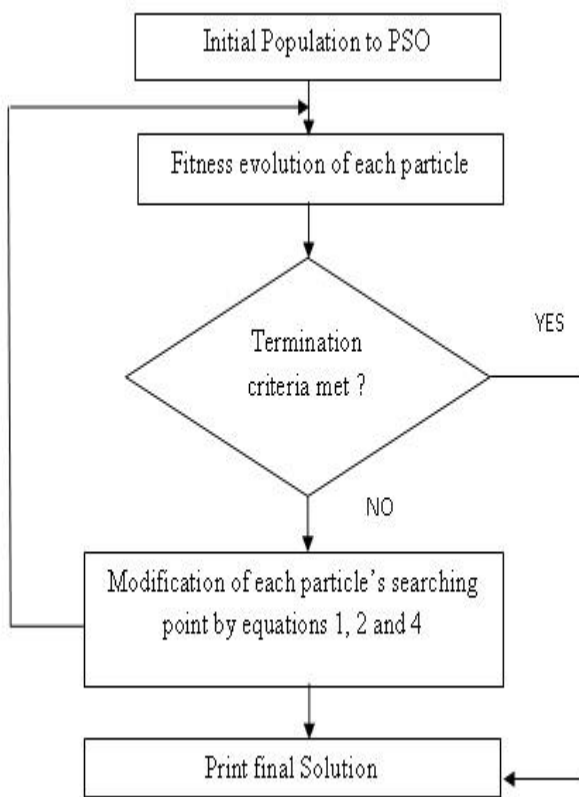 Initial Population to PSO
Fitness evolution of each particle
Termination
criteria met ?
YES
NO
Modification of each particle’s searching
point by equations 1, 2 and 4
Print final Solution